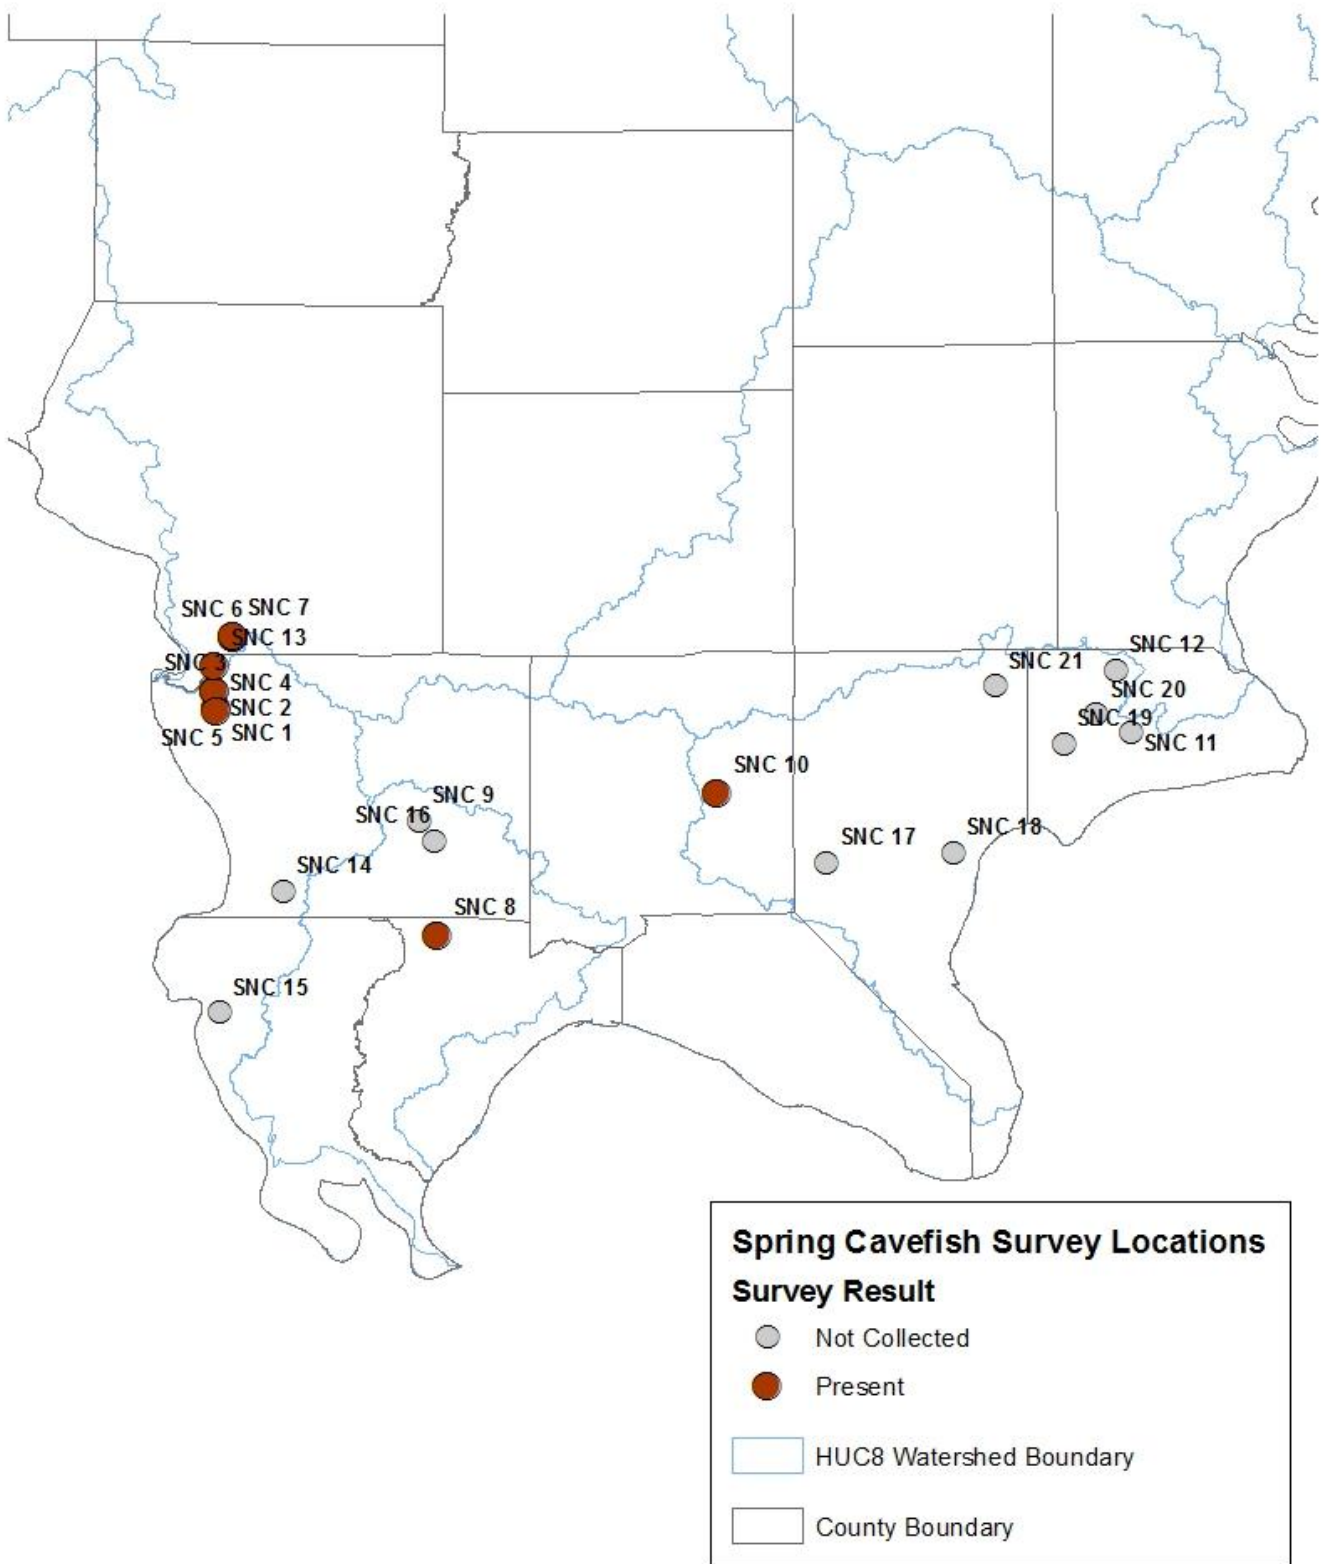 SNC 6 SNC 7
SNC 13
SNC 3
SNC 4
SNC 2
SNC 5 SNC 1
SNC 12
SNC 21
SNC 20
SNC 19
SNC 11
SNC 10
SNC 9
SNC 16
SNC 17
SNC 18
SNC 14
SNC 8
SNC 15
Spring Cavefish Survey Locations
Survey Result
Not Collected
Present
HUC8 Watershed Boundary
County Boundary